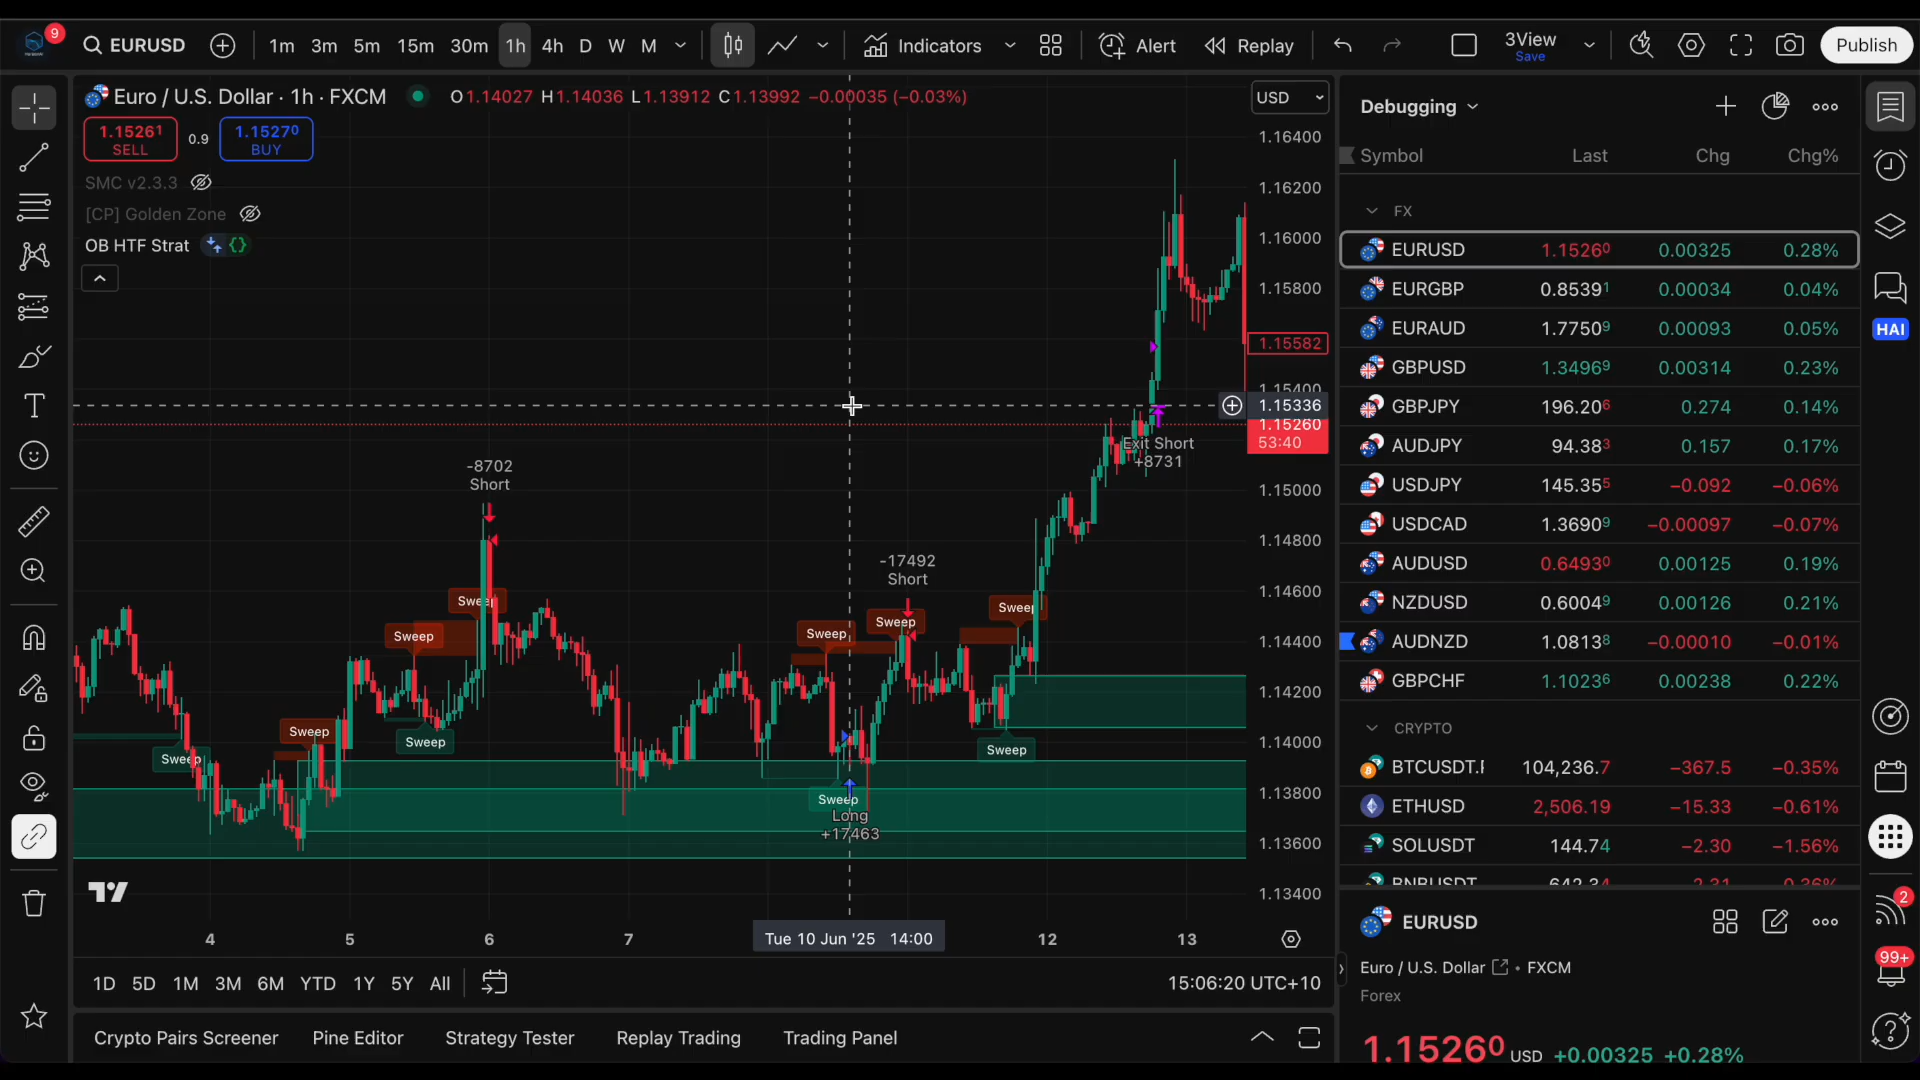 9
EURUSD
1m 3m 5m 15m 30m 1h 4h D W M
Indicators
Alert
Replay
3View
Save
Publish
Euro / U.S. Dollar · 1h · FXCM
O1.14027 H1.14036 L1.13912 C1.13992 −0.00035 (−0.03%)
USD
1.15261
SELL
0.9
1.15270
BUY
SMC v2.3.3
[CP] Golden Zone
OB HTF Strat
1.16400
1.16200
1.16000
1.15800
1.15582
1.15400
1.15336
1.15260
53:40
1.15000
1.14800
1.14600
1.14400
1.14200
1.14000
1.13800
1.13600
1.13400
Exit Short
+8731
-8702
Short
-17492
Short
Sweep
Sweep
Sweep
Sweep
Sweep
Sweep
Sweep
Sweep
Sweep
Sweep
Sweep
Long
+17463
4 5 6 7 Tue 10 Jun '25 14:00 12 13
1D 5D 1M 3M 6M YTD 1Y 5Y All
15:06:20 UTC+10
Crypto Pairs Screener Pine Editor Strategy Tester Replay Trading Trading Panel
Debugging
Symbol Last Chg Chg%
FX
EURUSD 1.15260 0.00325 0.28%
EURGBP 0.85391 0.00034 0.04%
EURAUD 1.77509 0.00093 0.05%
GBPUSD 1.34969 0.00314 0.23%
GBPJPY 196.206 0.274 0.14%
AUDJPY 94.383 0.157 0.17%
USDJPY 145.355 −0.092 −0.06%
USDCAD 1.36909 −0.00097 −0.07%
AUDUSD 0.64930 0.00125 0.19%
NZDUSD 0.60049 0.00126 0.21%
AUDNZD 1.08138 −0.00010 −0.01%
GBPCHF 1.10236 0.00238 0.22%
CRYPTO
BTCUSDT.F 104,236.7 −367.5 −0.35%
ETHUSD 2,506.19 −15.33 −0.61%
SOLUSDT 144.74 −2.30 −1.56%
BNBUSDT 642.34 −2.31 −0.36%
EURUSD
Euro / U.S. Dollar • FXCM
Forex
1.15260 USD +0.00325 +0.28%
HAI
2
99+